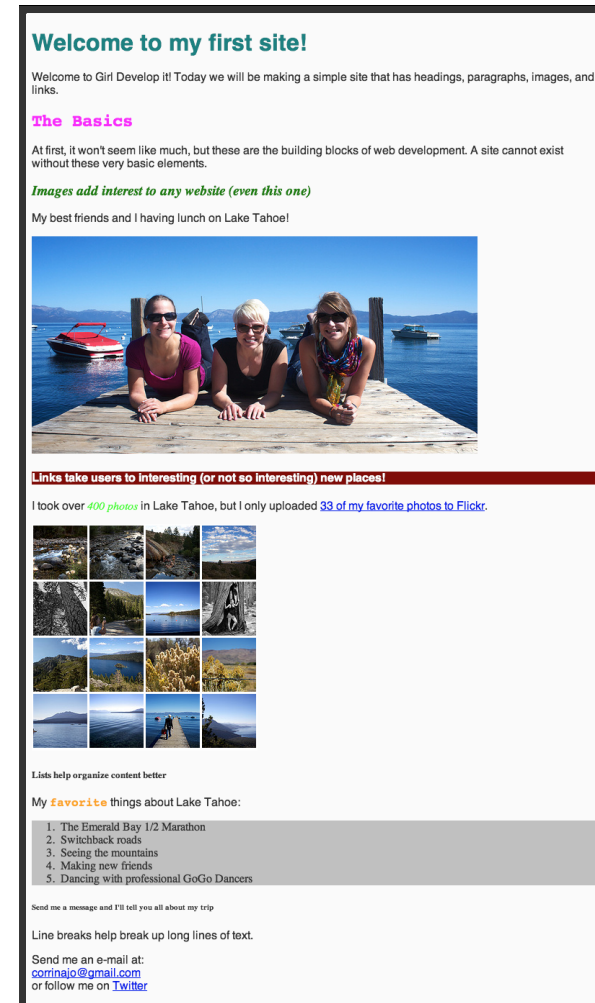 Welcome to my first site!
Welcome to Girl Develop it! Today we will be making a simple site that has headings, paragraphs, images, and
links.
The Basics
At first, it won't seem like much, but these are the building blocks of web development. A site cannot exist
without these very basic elements.
Images add interest to any website (even this one)
My best friends and I having lunch on Lake Tahoe!
Links take users to interesting (or not so interesting) new places!
I took over 400 photos in Lake Tahoe, but I only uploaded 33 of my favorite photos to Flickr.
Lists help organize content better
My favorite things about Lake Tahoe:
1. The Emerald Bay 1/2 Marathon
2. Switchback roads
3. Seeing the mountains
4. Making new friends
5. Dancing with professional GoGo Dancers
Send me a message and I'll tell you all about my trip
Line breaks help break up long lines of text.
Send me an e-mail at:
corrinajo@gmail.com
or follow me on Twitter